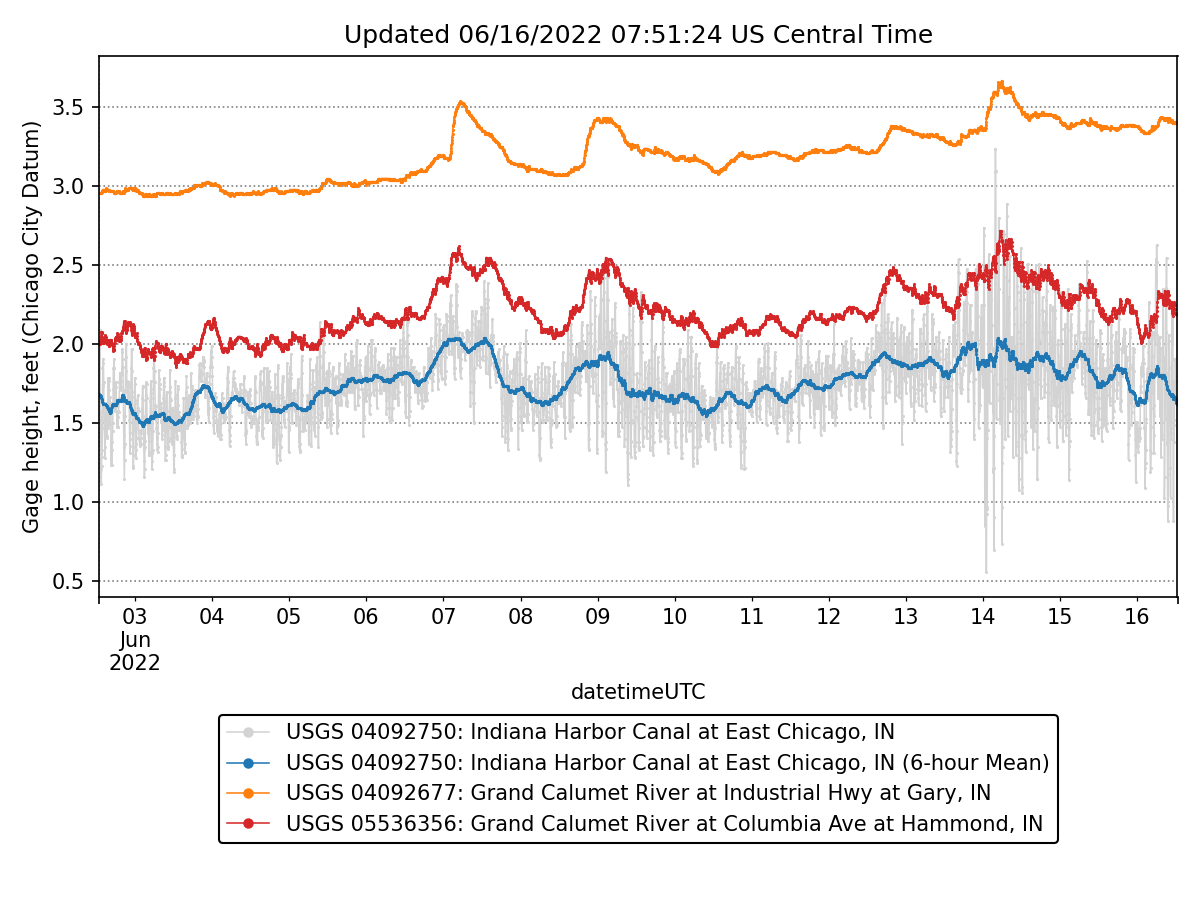 Updated 06/16/2022 07:51:24 US Central Time
Gage height, feet (Chicago City Datum)
3.5
3.0
2.5
2.0
1.5
1.0
0.5
03 04 05 06 07 08 09 10 11 12 13 14 15 16
Jun
2022
datetimeUTC
USGS 04092750: Indiana Harbor Canal at East Chicago, IN
USGS 04092750: Indiana Harbor Canal at East Chicago, IN (6-hour Mean)
USGS 04092677: Grand Calumet River at Industrial Hwy at Gary, IN
USGS 05536356: Grand Calumet River at Columbia Ave at Hammond, IN